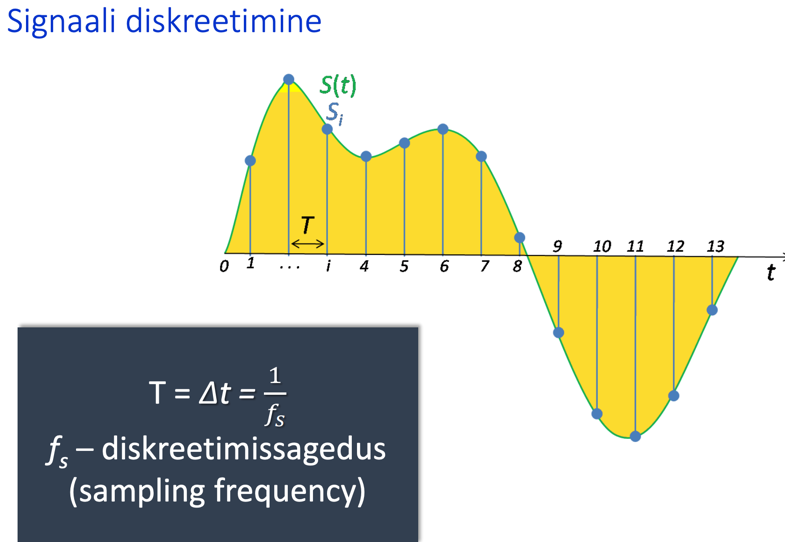 Signaali diskreetimine
S(t)
Sᵢ
T
9 10 11 12 13
0 1 ... i 4 5 6 7 8
t
T = Δt = 1/fₛ
fₛ – diskreetimissagedus
(sampling frequency)